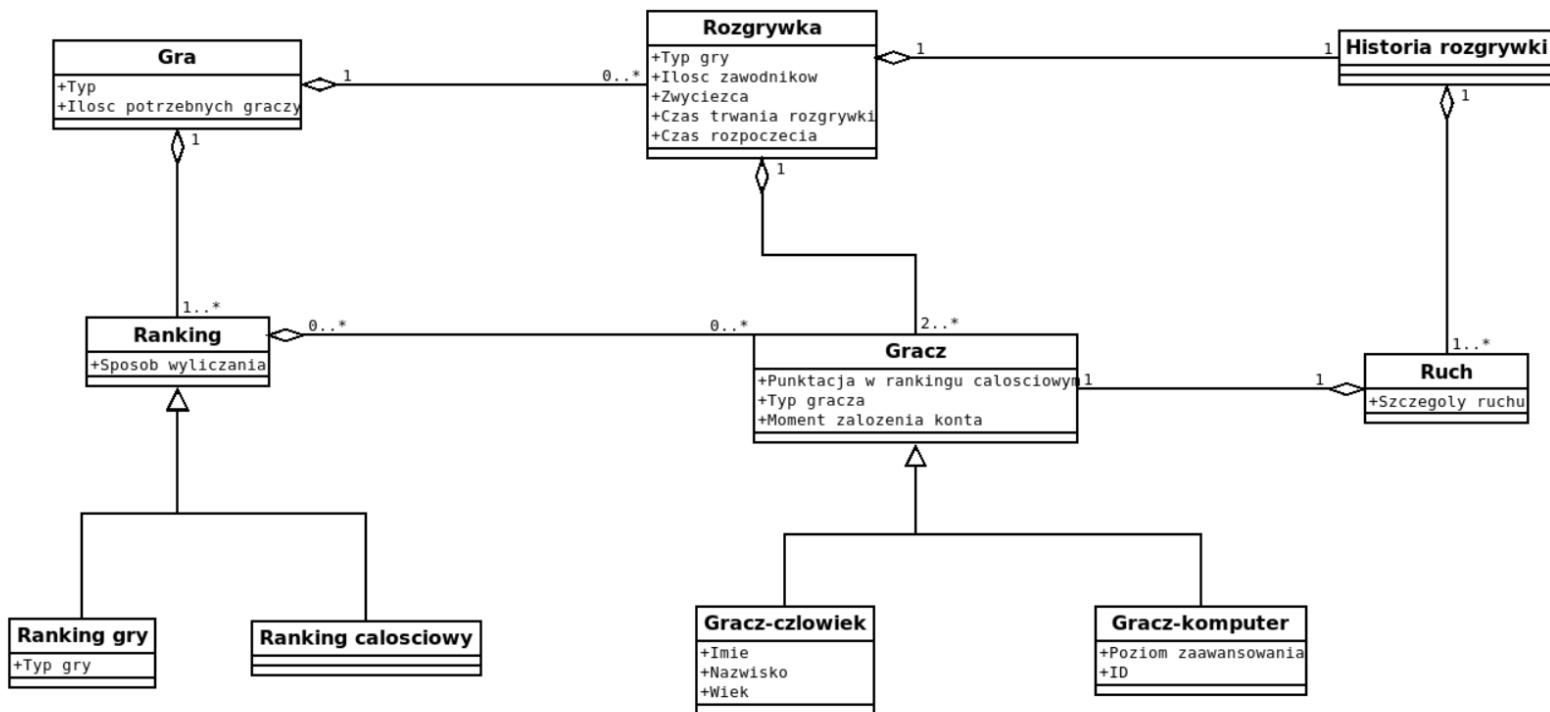 Gra
+Typ
+Ilosc potrzebnych graczy
1
0..*
1
1..*
Rozgrywka
+Typ gry
+Ilosc zawodnikow
+Zwyciezca
+Czas trwania rozgrywki
+Czas rozpoczecia
1
1
1
2..*
Historia rozgrywki
1
1..*
Ranking
+Sposob wyliczania
0..*
0..*
Gracz
+Punktacja w rankingu calosciowym
+Typ gracza
+Moment zalozenia konta
1
1
Ruch
+Szczegoly ruchu
Ranking gry
+Typ gry
Ranking calosciowy
Gracz-czlowiek
+Imie
+Nazwisko
+Wiek
Gracz-komputer
+Poziom zaawansowania
+ID